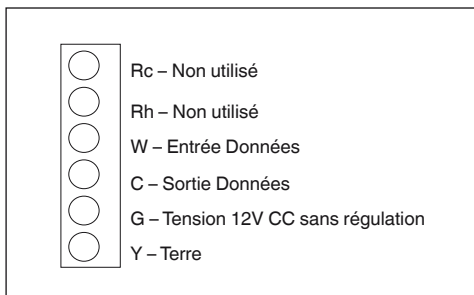 Rc – Non utilisé
Rh – Non utilisé
W – Entrée Données
C – Sortie Données
G – Tension 12V CC sans régulation
Y – Terre